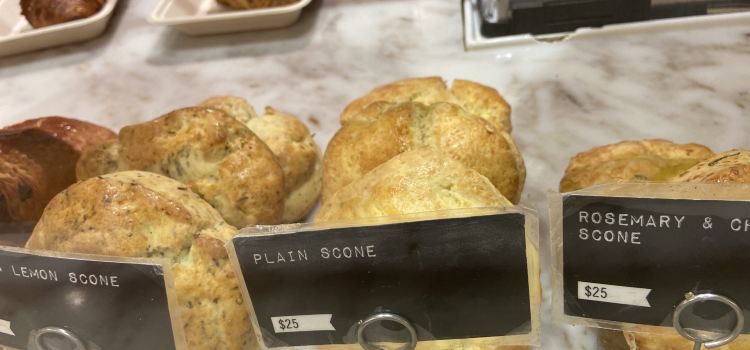 LEMON SCONE
PLAIN SCONE
$25
ROSEMARY & CH
SCONE
$25